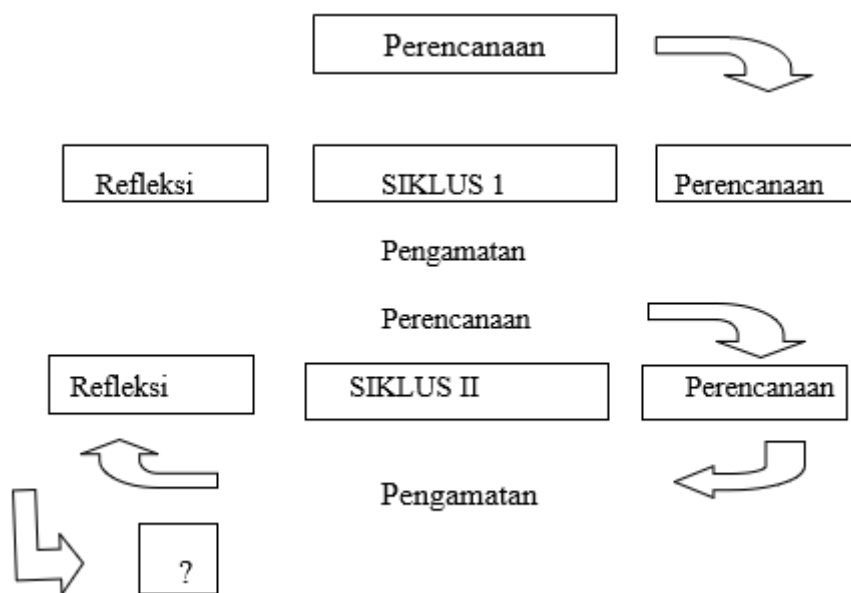 Perencanaan
Refleksi SIKLUS 1 Perencanaan
Pengamatan
Perencanaan
Refleksi SIKLUS II Perencanaan
Pengamatan
?